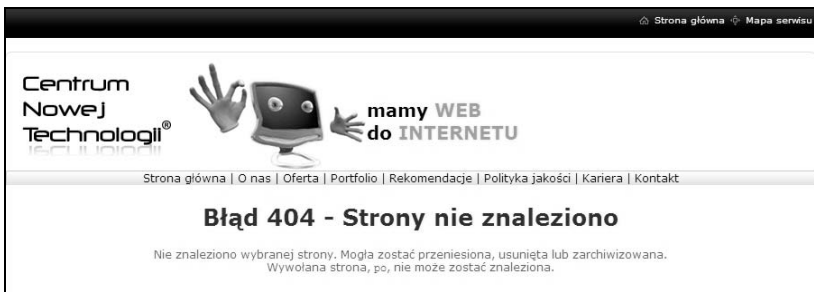 Strona główna Mapa serwisu
Centrum
Nowej
Technologii®
mamy WEB
do INTERNETU
Strona główna | O nas | Oferta | Portfolio | Rekomendacje | Polityka jakości | Kariera | Kontakt
Błąd 404 - Strony nie znaleziono
Nie znaleziono wybranej strony. Mogła zostać przeniesiona, usunięta lub zarchiwizowana.
Wywołana strona, po, nie może zostać znaleziona.